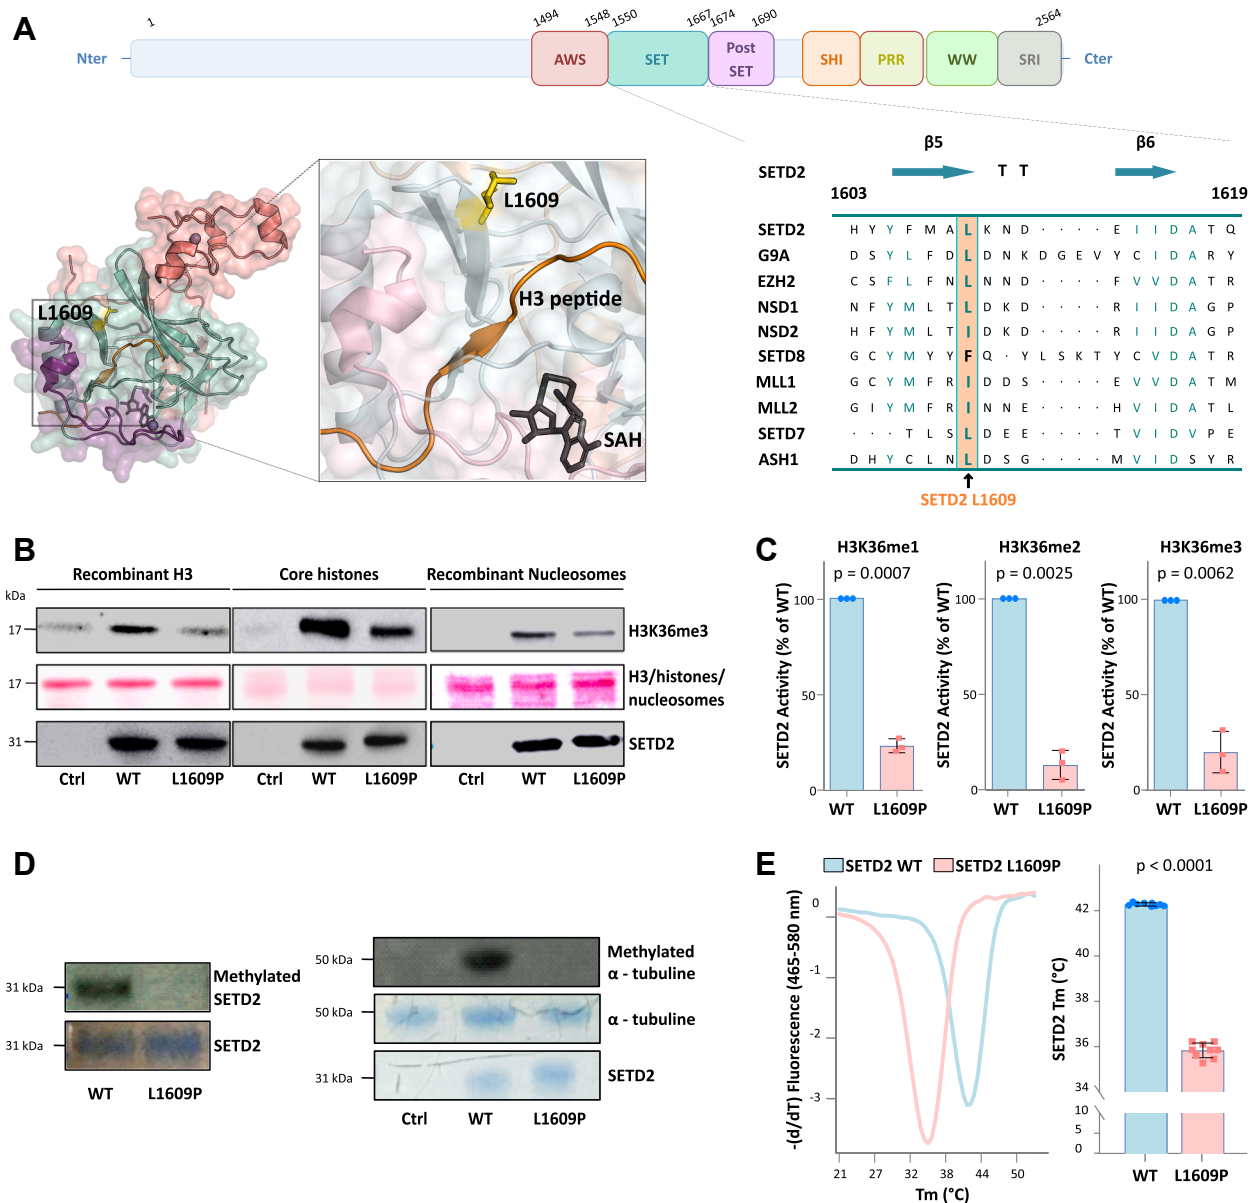 A
1 1494 1548 1550 1667 1674 1690 2564
Nter AWS SET Post SET SHI PRR WW SRI Cter
L1609
L1609
H3 peptide
SAH
β5 β6
SETD2 T T
1603 1619
SETD2 H Y Y F M A L K N D · · · · E I I D A T Q
G9A D S Y L F D L D N K D G E V Y C I D A R Y
EZH2 C S F L F N L N N D · · · · F V V D A T R
NSD1 N F Y M L T L D K D · · · · R I I D A G P
NSD2 H F Y M L T I D K D · · · · R I I D A G P
SETD8 G C Y M Y Y F Q · Y L S K T Y C V D A T R
MLL1 G C Y M F R I D D S · · · · E V V D A T M
MLL2 G I Y M F R I N N E · · · · H V I D A T L
SETD7 · · · T L S L D E E · · · · T V I D V P E
ASH1 D H Y C L N L D S G · · · · M V I D S Y R
SETD2 L1609
B
Recombinant H3 Core histones Recombinant Nucleosomes
kDa
17 H3K36me3
17 H3/histones/
nucleosomes
31 SETD2
Ctrl WT L1609P Ctrl WT L1609P Ctrl WT L1609P
C
H3K36me1 H3K36me2 H3K36me3
p = 0.0007 p = 0.0025 p = 0.0062
SETD2 Activity (% of WT) SETD2 Activity (% of WT) SETD2 Activity (% of WT)
100 100 100
50 50 50
0 0 0
WT L1609P WT L1609P WT L1609P
D
31 kDa Methylated
SETD2
31 kDa SETD2
WT L1609P
50 kDa Methylated
α - tubuline
50 kDa α - tubuline
31 kDa SETD2
Ctrl WT L1609P
E
SETD2 WT SETD2 L1609P
-(d/dT) Fluorescence (465-580 nm)
0
-1
-2
-3
21 27 32 38 44 50
Tm (°C)
p < 0.0001
SETD2 Tm (°C)
42
40
38
36
34
10
5
0
WT L1609P